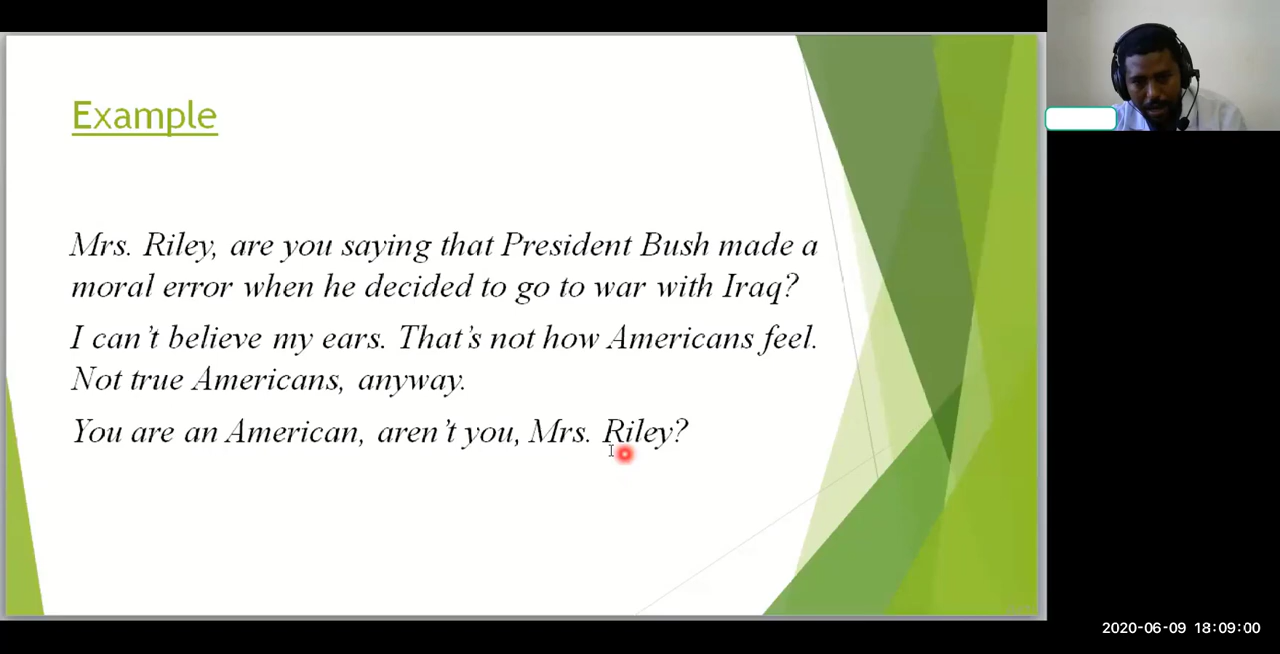 Example
Mrs. Riley, are you saying that President Bush made a
moral error when he decided to go to war with Iraq?
I can't believe my ears. That's not how Americans feel.
Not true Americans, anyway.
You are an American, aren't you, Mrs. Riley?
2020-06-09 18:09:00